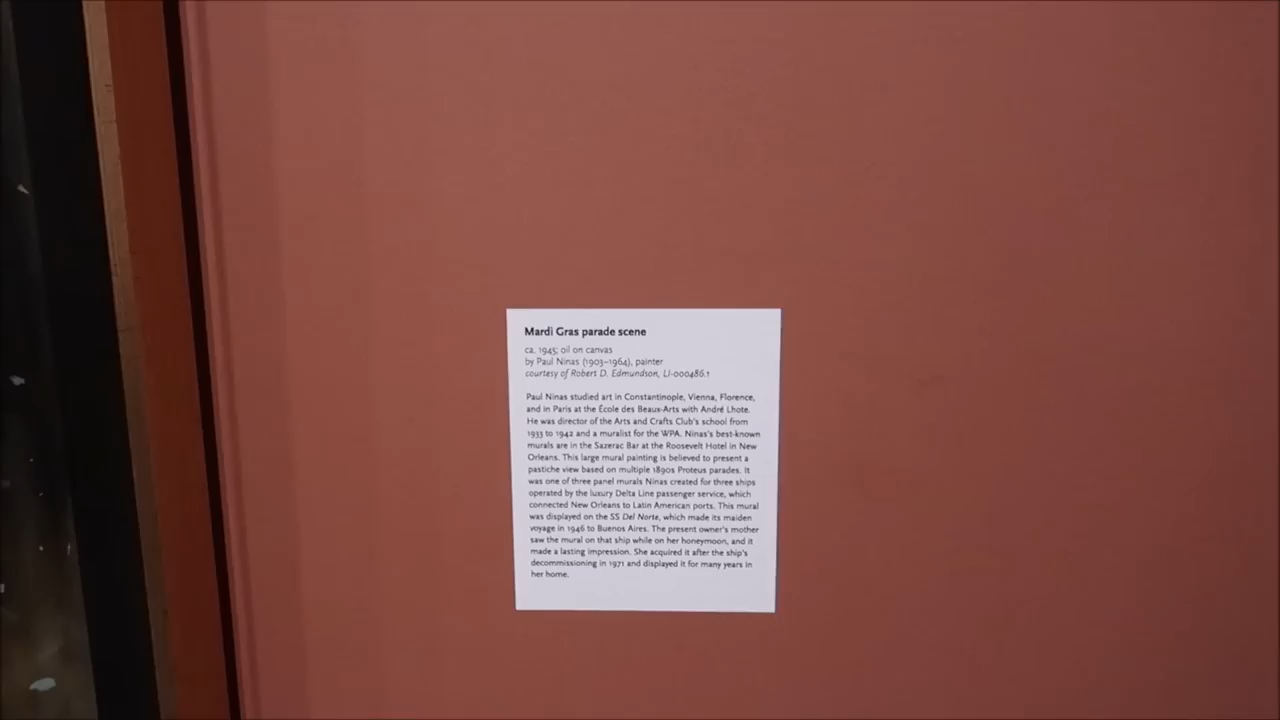 Mardi Gras parade scene
ca. 1945; oil on canvas
by Paul Ninas (1903–1964), painter
courtesy of Robert D. Edmundson, LI-000486.1
Paul Ninas studied art in Constantinople, Vienna, Florence,
and in Paris at the École des Beaux-Arts with André Lhote.
He was director of the Arts and Crafts Club's school from
1933 to 1942 and a muralist for the WPA. Ninas's best-known
murals are in the Sazerac Bar at the Roosevelt Hotel in New
Orleans. This large mural painting is believed to present a
pastiche view based on multiple 1890s Proteus parades. It
was one of three panel murals Ninas created for three ships
operated by the luxury Delta Line passenger service, which
connected New Orleans to Latin American ports. This mural
was displayed on the SS Del Norte, which made its maiden
voyage in 1946 to Buenos Aires. The present owner's mother
saw the mural on that ship while on her honeymoon, and it
made a lasting impression. She acquired it after the ship's
decommissioning in 1971 and displayed it for many years in
her home.